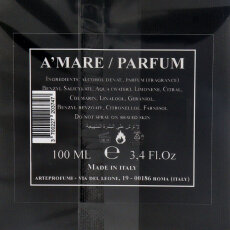 A'MARE / PARFUM
INGREDIENTS: ALCOHOL DENAT., PARFUM (FRAGRANCE)
BENZYL SALICYLATE, AQUA (WATER), LIMONENE, CITRAL,
COUMARIN, LINALOOL, GERANIOL,
BENZYL BENZOATE, CITRONELLOL, FARNESOL.
DO NOT SPRAY ON SHAVED SKIN
100 ML / 3,4 Fl.Oz
MADE IN ITALY
ARTEPROFUMI - VIA DEL LEONE, 19 - 00186 ROMA (ITALY)